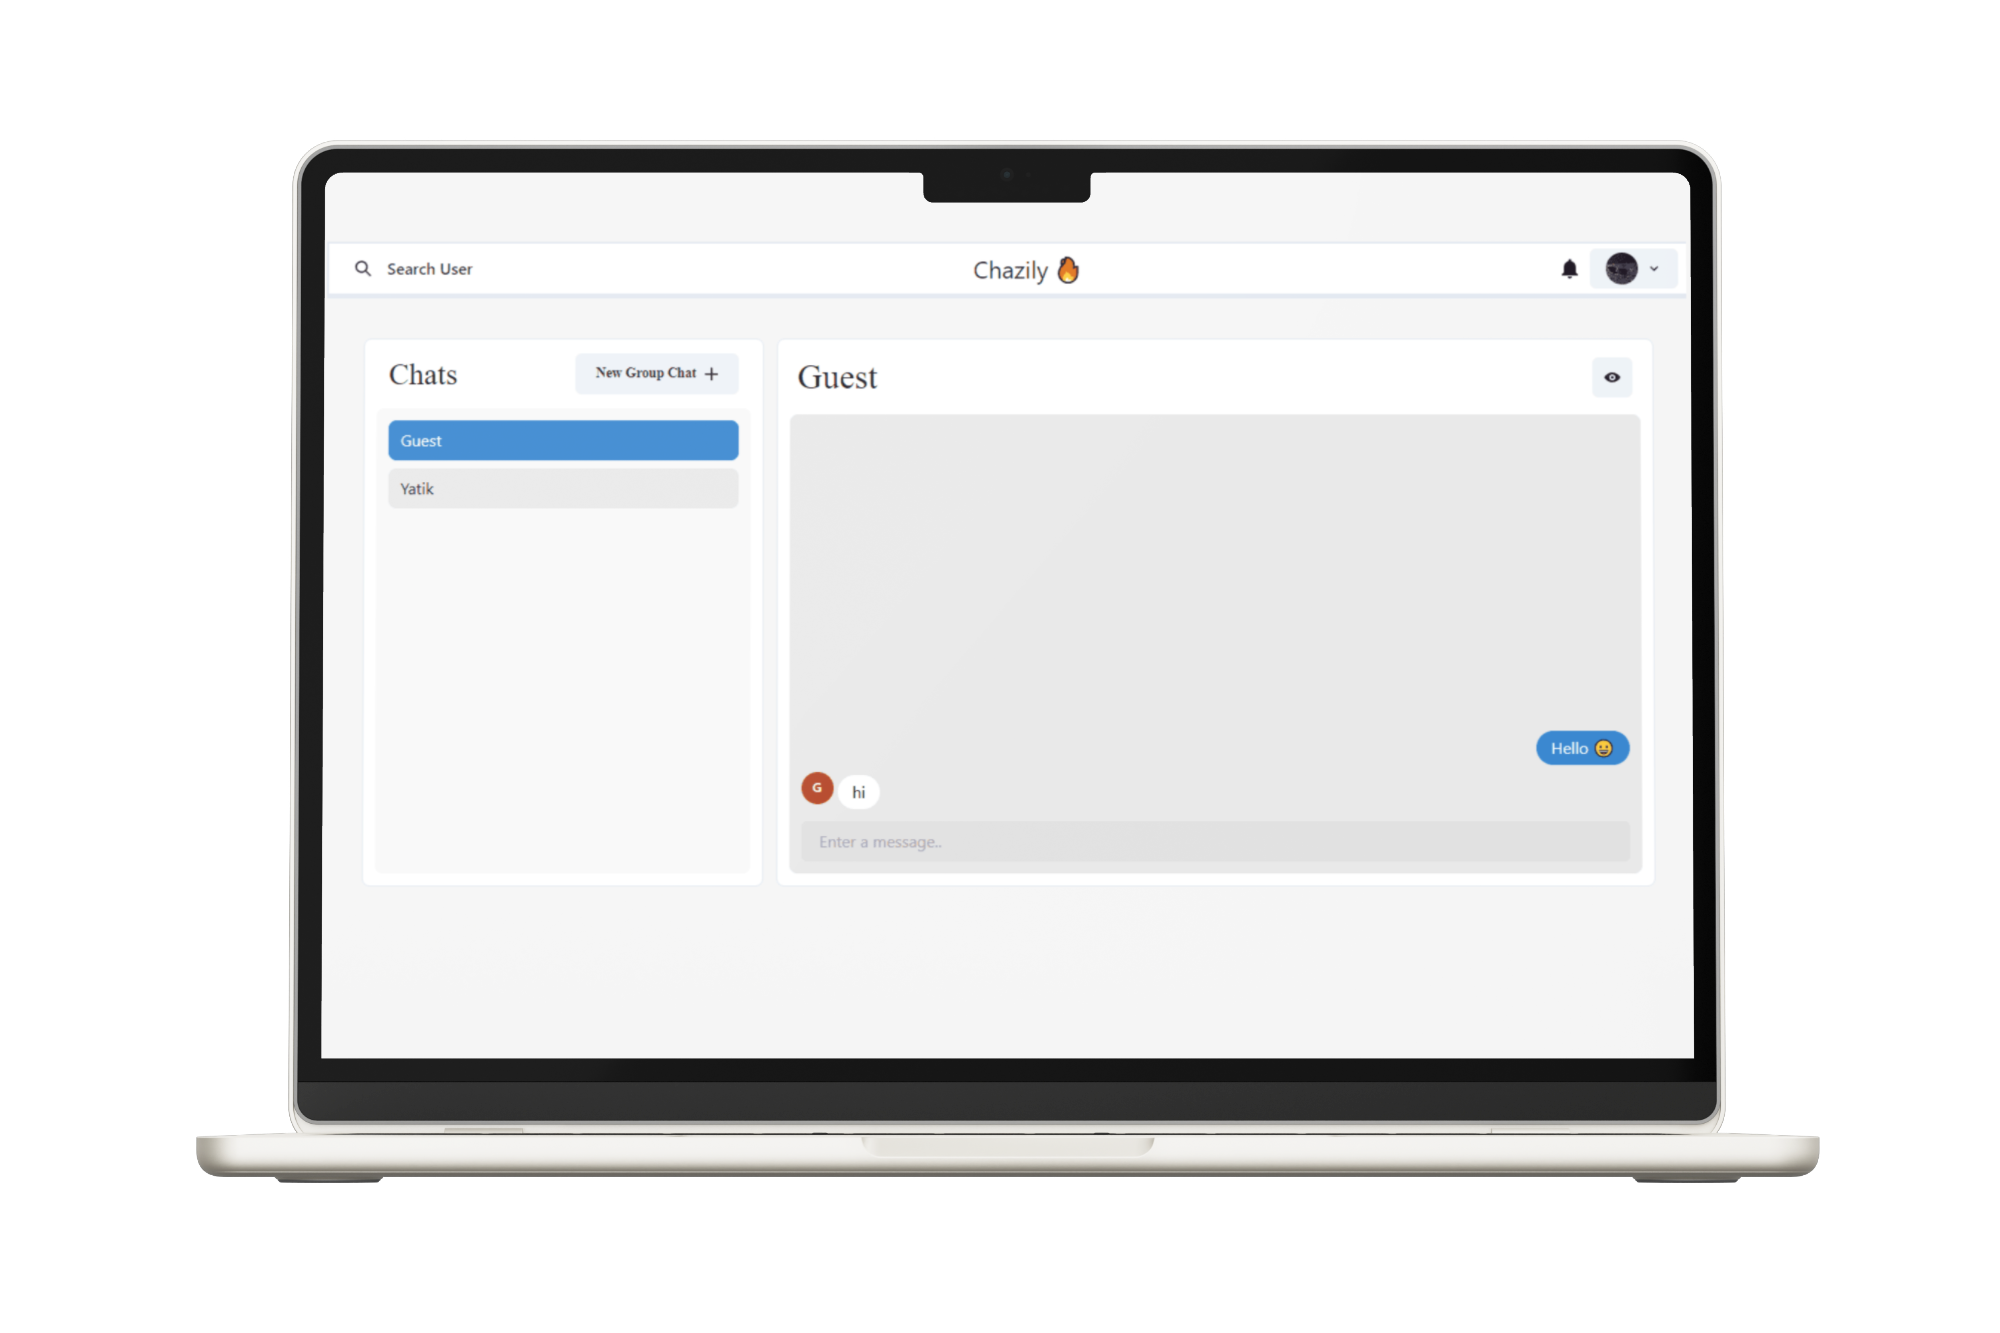 Search User
Chazily 🔥
Chats
New Group Chat +
Guest
Yatik
Guest
Hello 😀
G
hi
Enter a message..